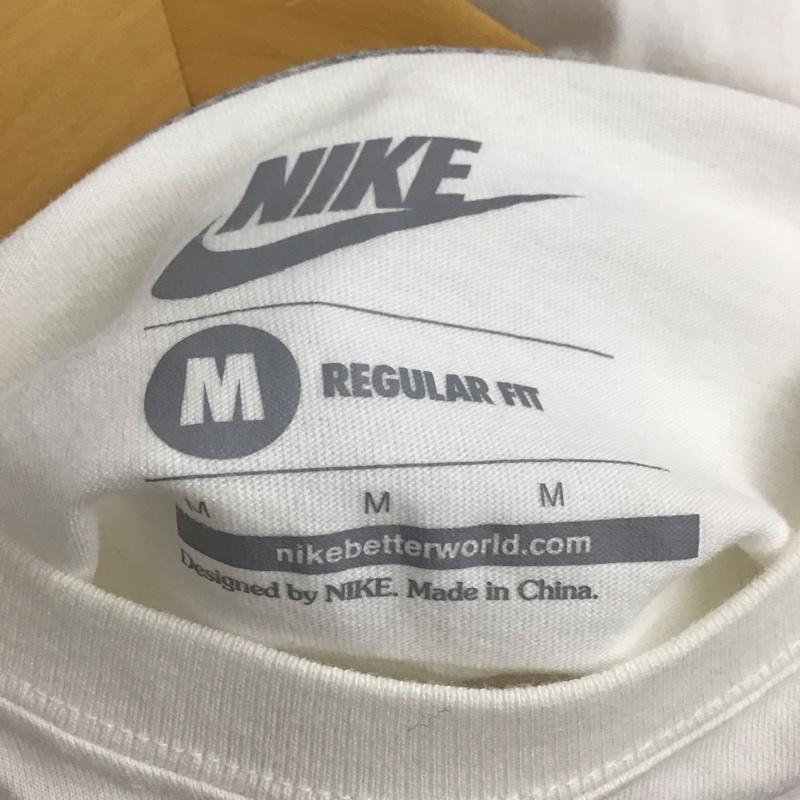 NIKE
M REGULAR FIT
M M M
nikebetterworld.com
Designed by NIKE. Made in China.